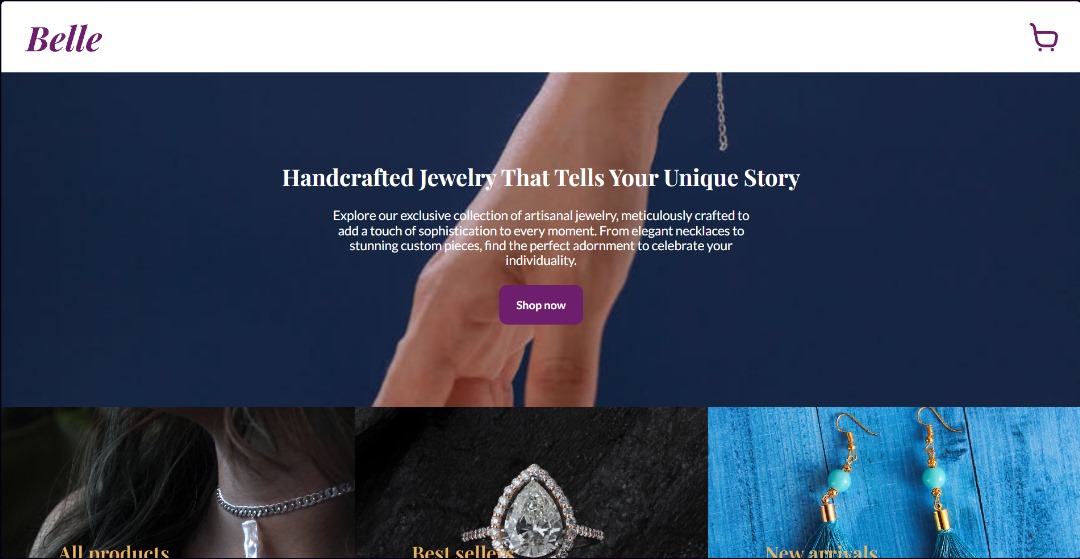 Belle
Handcrafted Jewelry That Tells Your Unique Story
Explore our exclusive collection of artisanal jewelry, meticulously crafted to
add a touch of sophistication to every moment. From elegant necklaces to
stunning custom pieces, find the perfect adornment to celebrate your
individuality.
Shop now
All products
Best sellers
New arrivals